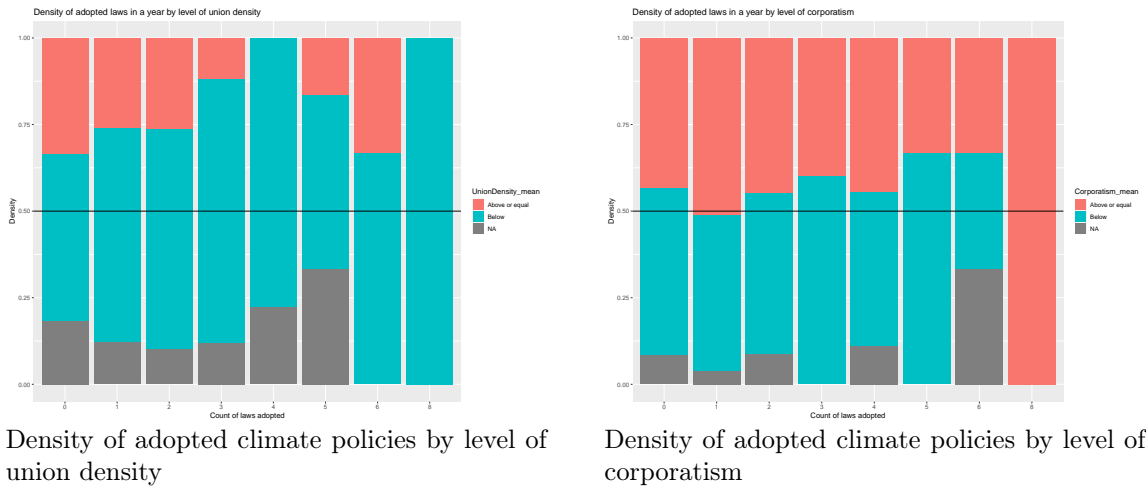 Density of adopted laws in a year by level of union density
1.00
0.75
0.50
0.25
0.00
Density
0 1 2 3 4 5 6 8
Count of laws adopted
UnionDensity_mean
Above or equal
Below
NA
Density of adopted climate policies by level of
union density
Density of adopted laws in a year by level of corporatism
1.00
0.75
0.50
0.25
0.00
Density
0 1 2 3 4 5 6 8
Count of laws adopted
Corporatism_mean
Above or equal
Below
NA
Density of adopted climate policies by level of
corporatism